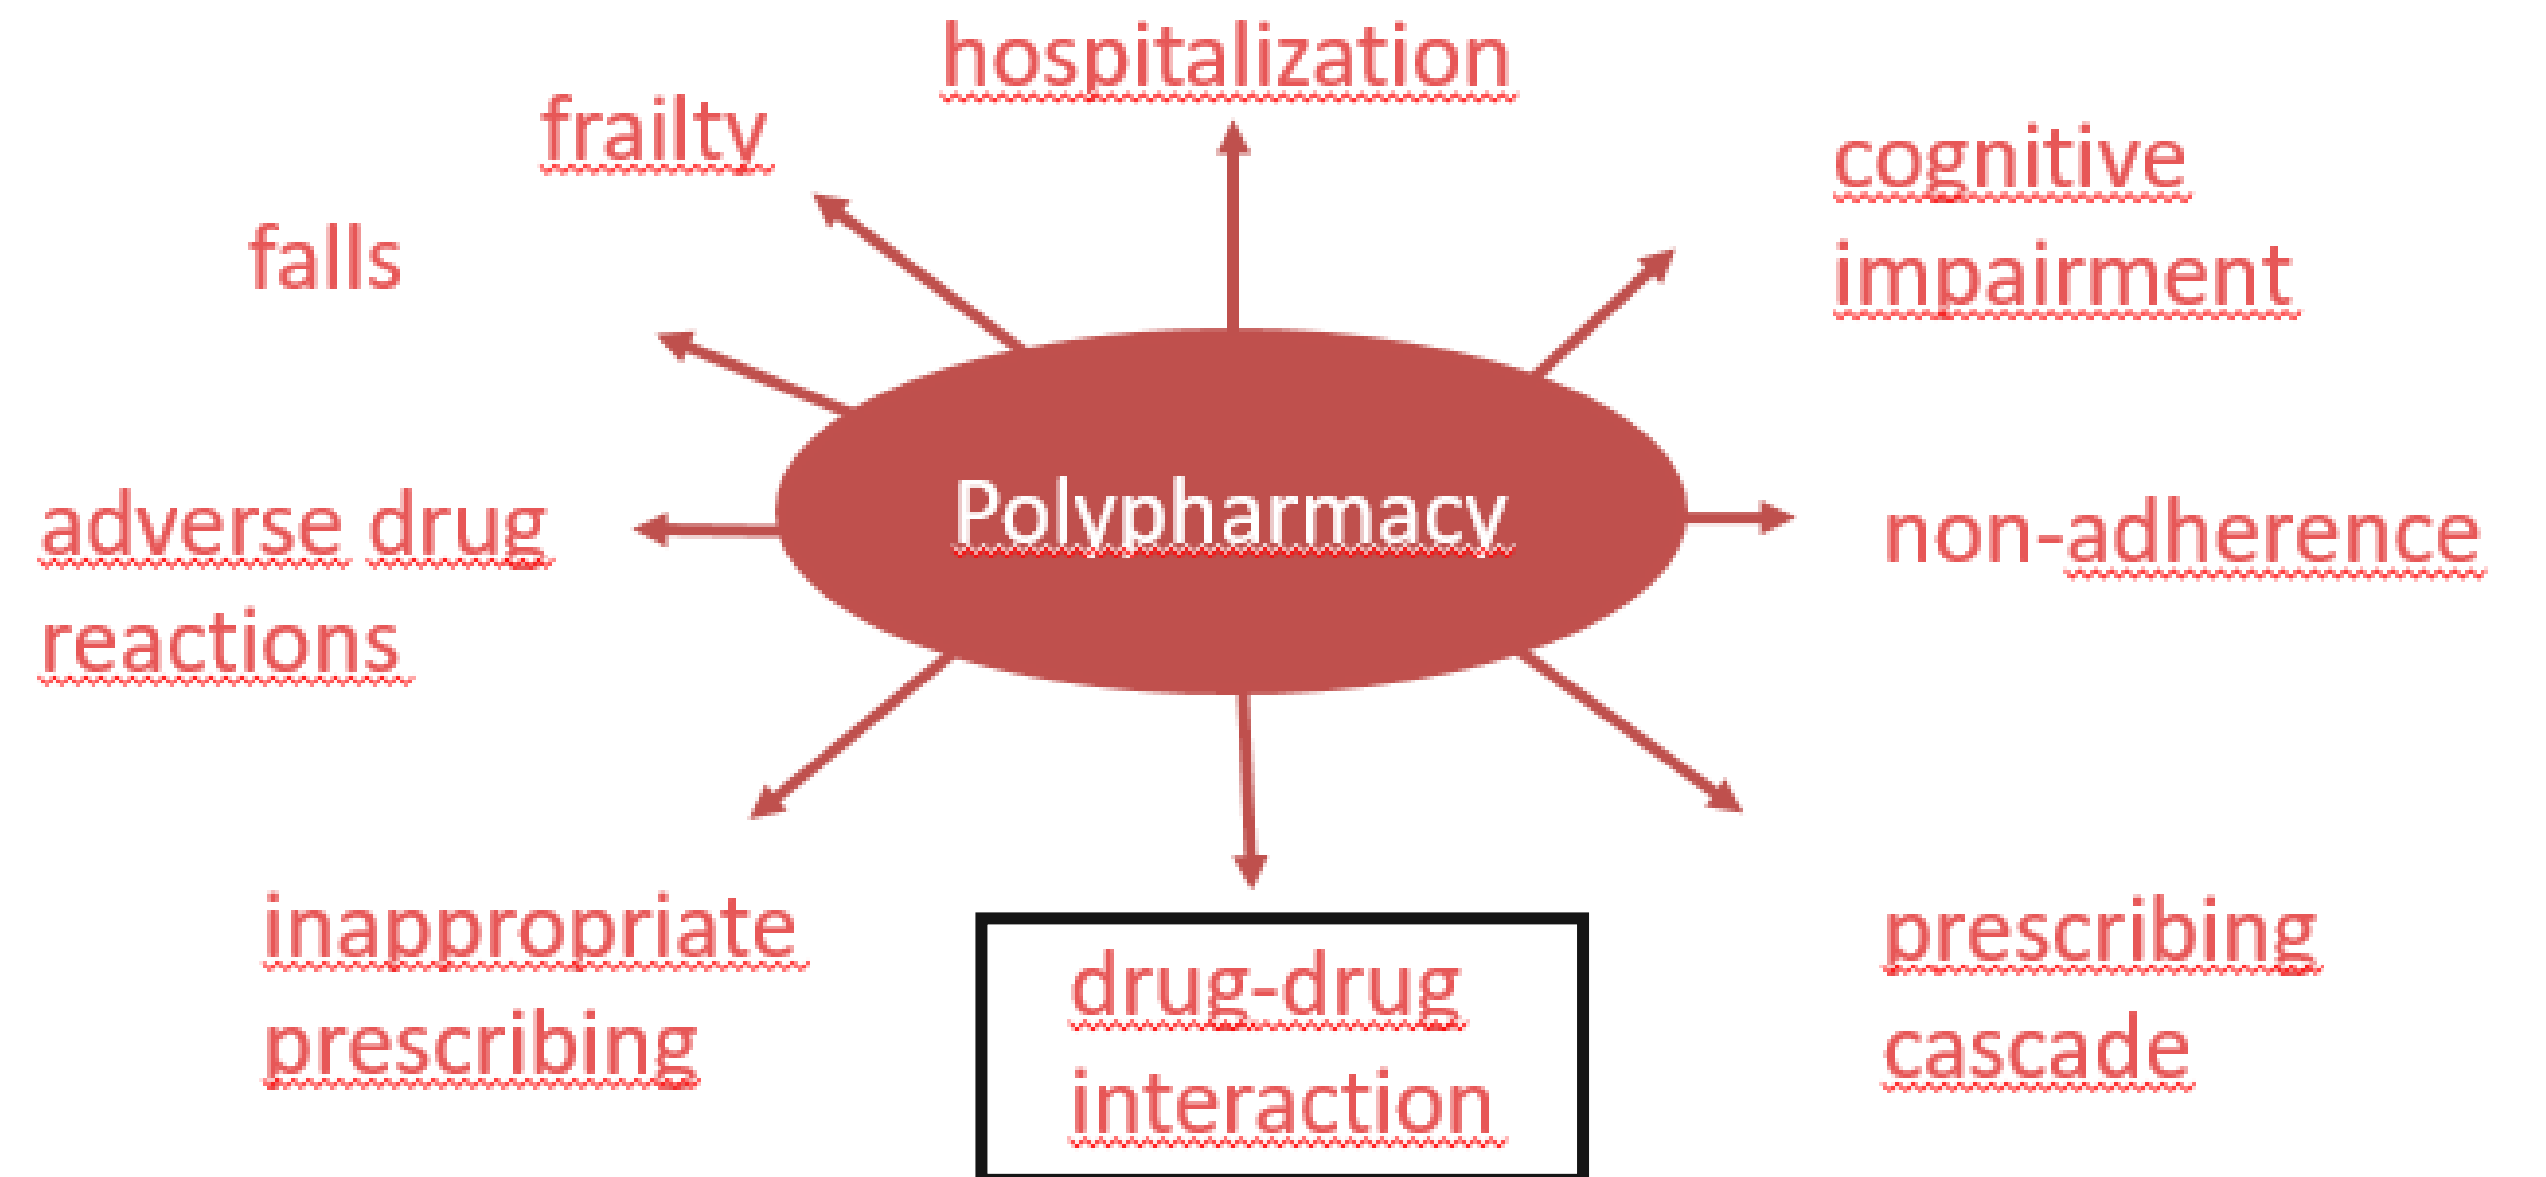 hospitalization
frailty
cognitive
impairment
falls
Polypharmacy
adverse drug
reactions
non-adherence
inappropriate
prescribing
drug-drug
interaction
prescribing
cascade